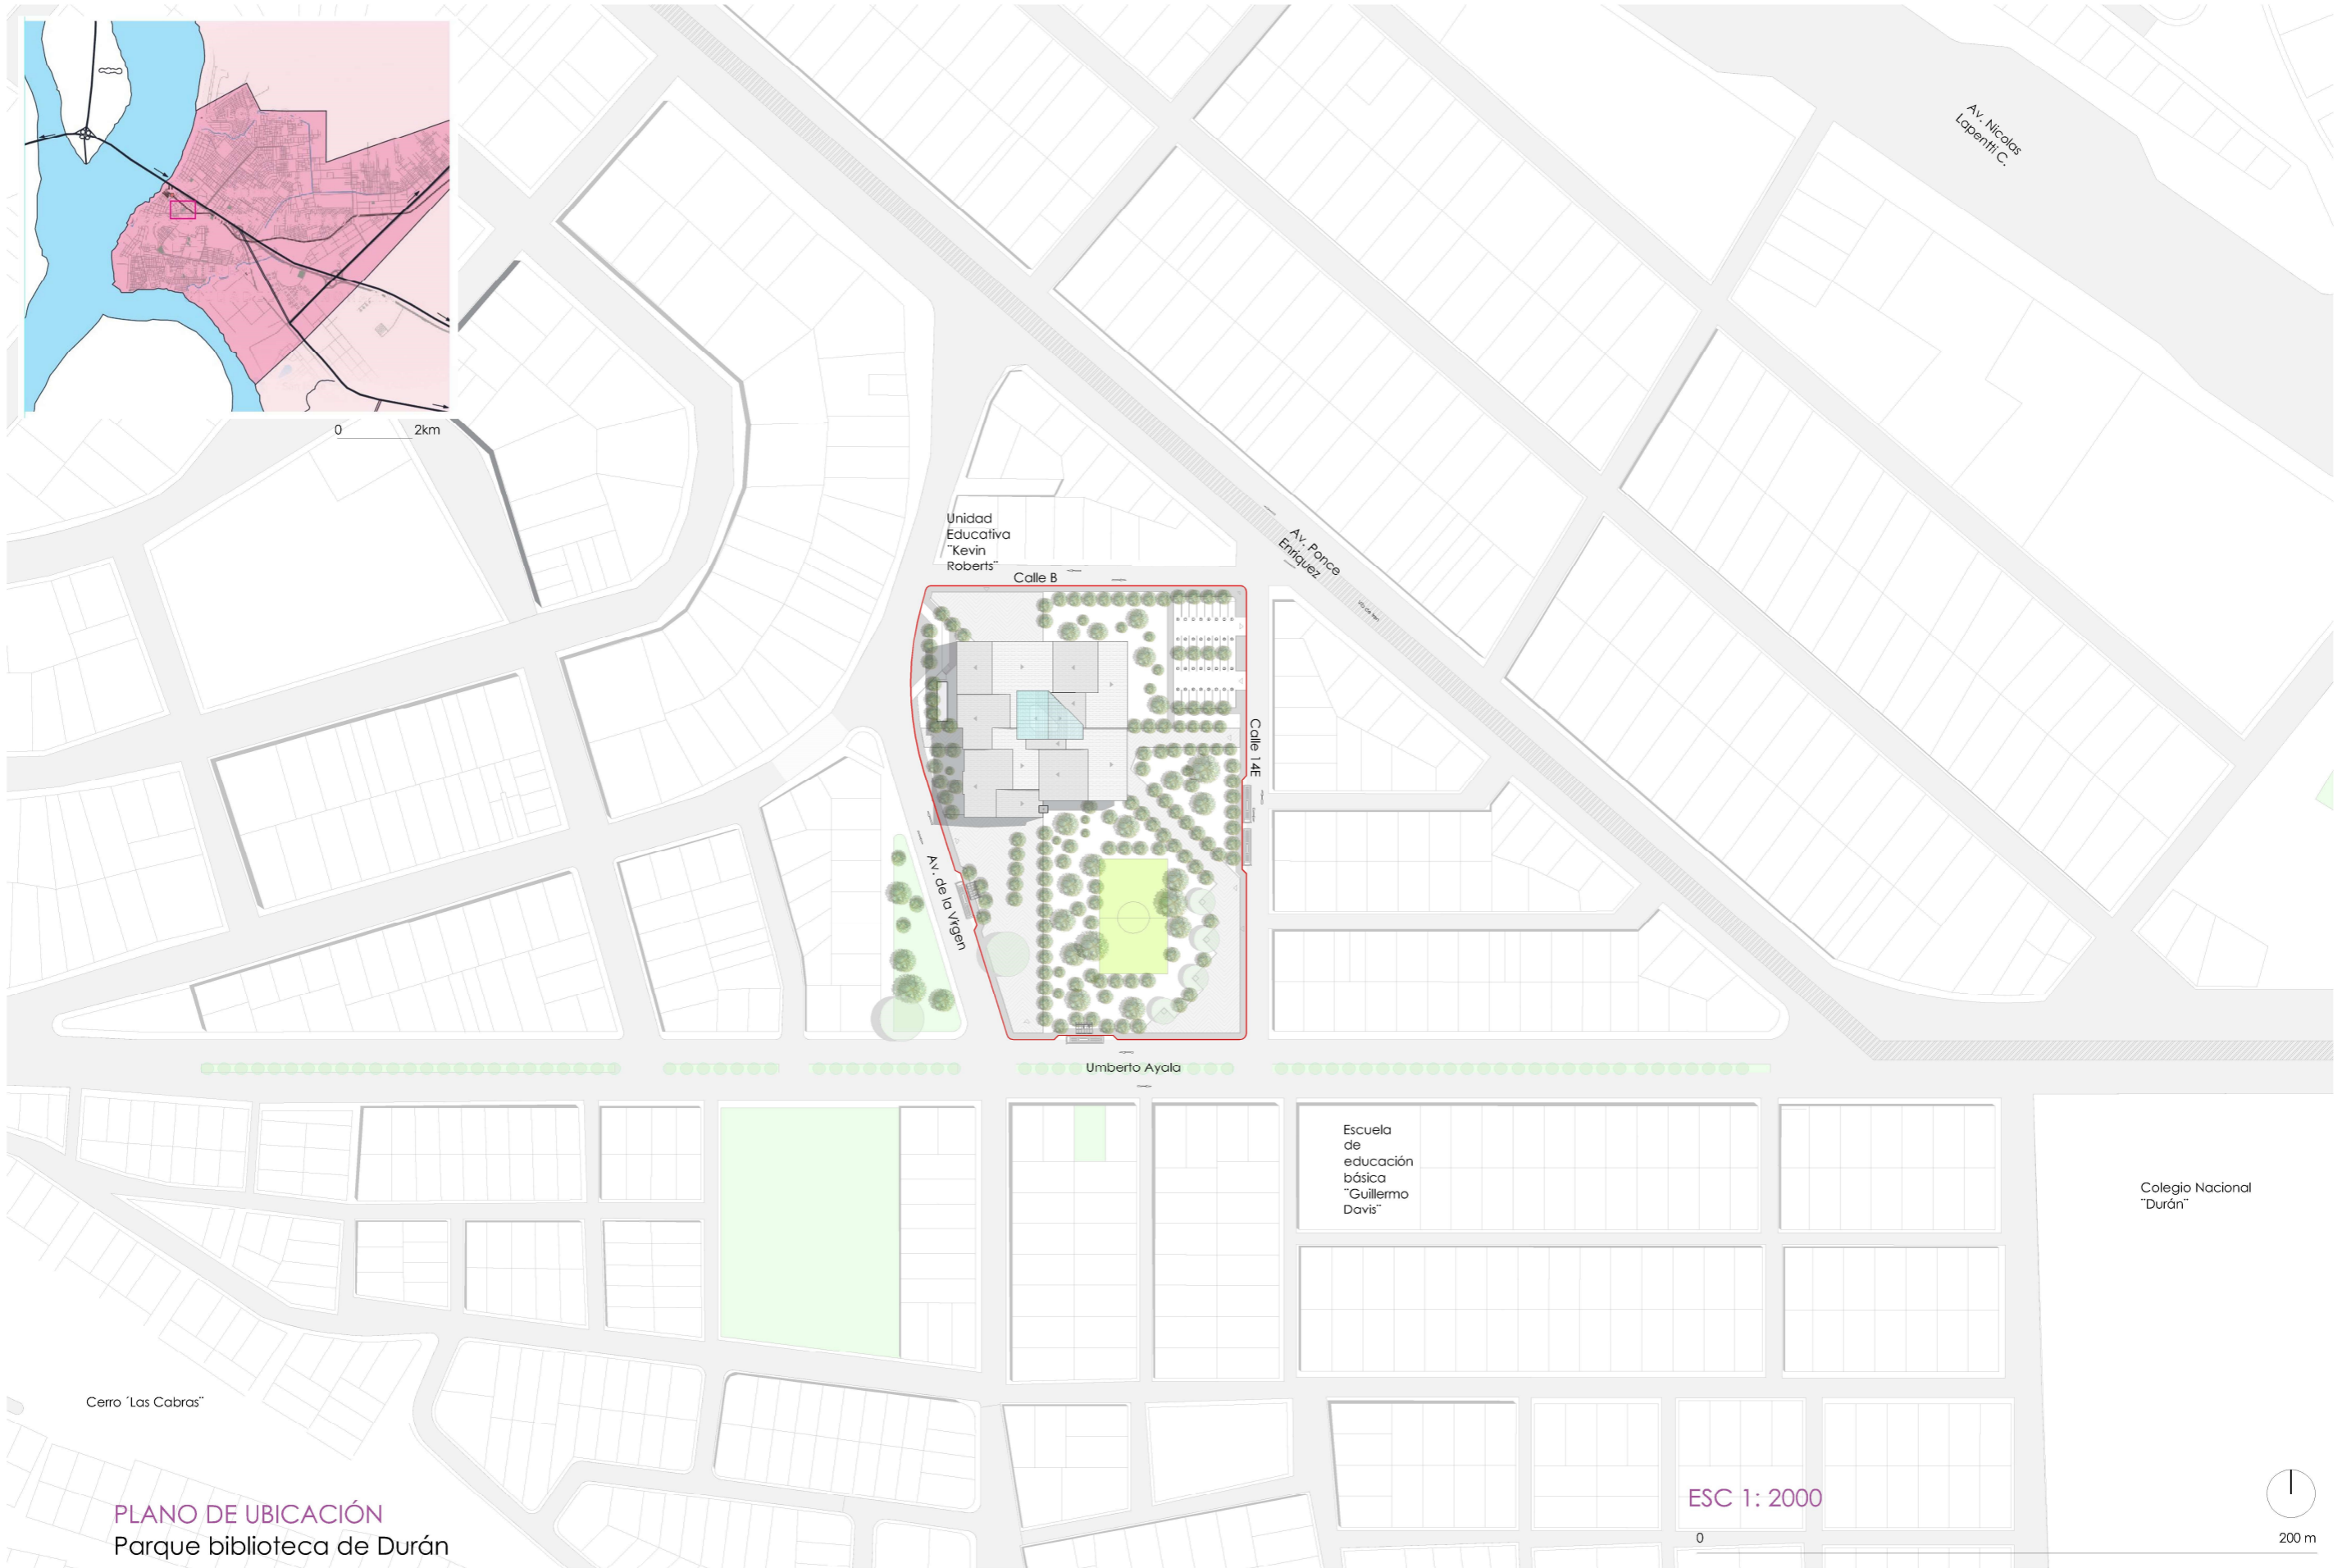 Av. Nicolas
Lapentti C.
0 2km
Unidad
Educativa
¨Kevin
Roberts¨
Calle B
Av. Ponce
Enriquez
Calle 14E
Av. de la Virgen
Umberto Ayala
Escuela
de
educación
básica
¨Guillermo
Davis¨
Colegio Nacional
¨Durán¨
Cerro ´Las Cabras¨
PLANO DE UBICACIÓN
Parque biblioteca de Durán
ESC 1: 2000
0 200 m